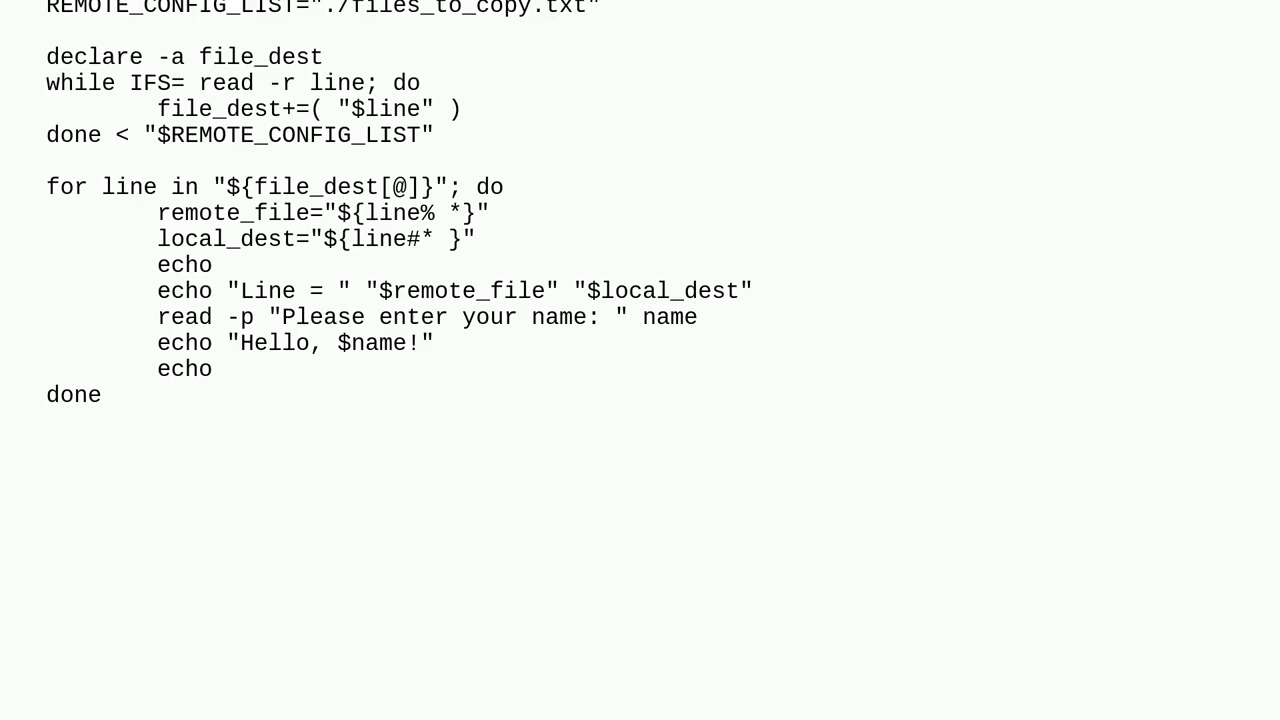 REMOTE_CONFIG_LIST="./files_to_copy.txt"
declare -a file_dest
while IFS= read -r line; do
        file_dest+=( "$line" )
done < "$REMOTE_CONFIG_LIST"
for line in "${file_dest[@]}"; do
        remote_file="${line% *}"
        local_dest="${line#* }"
        echo
        echo "Line = " "$remote_file" "$local_dest"
        read -p "Please enter your name: " name
        echo "Hello, $name!"
        echo
done